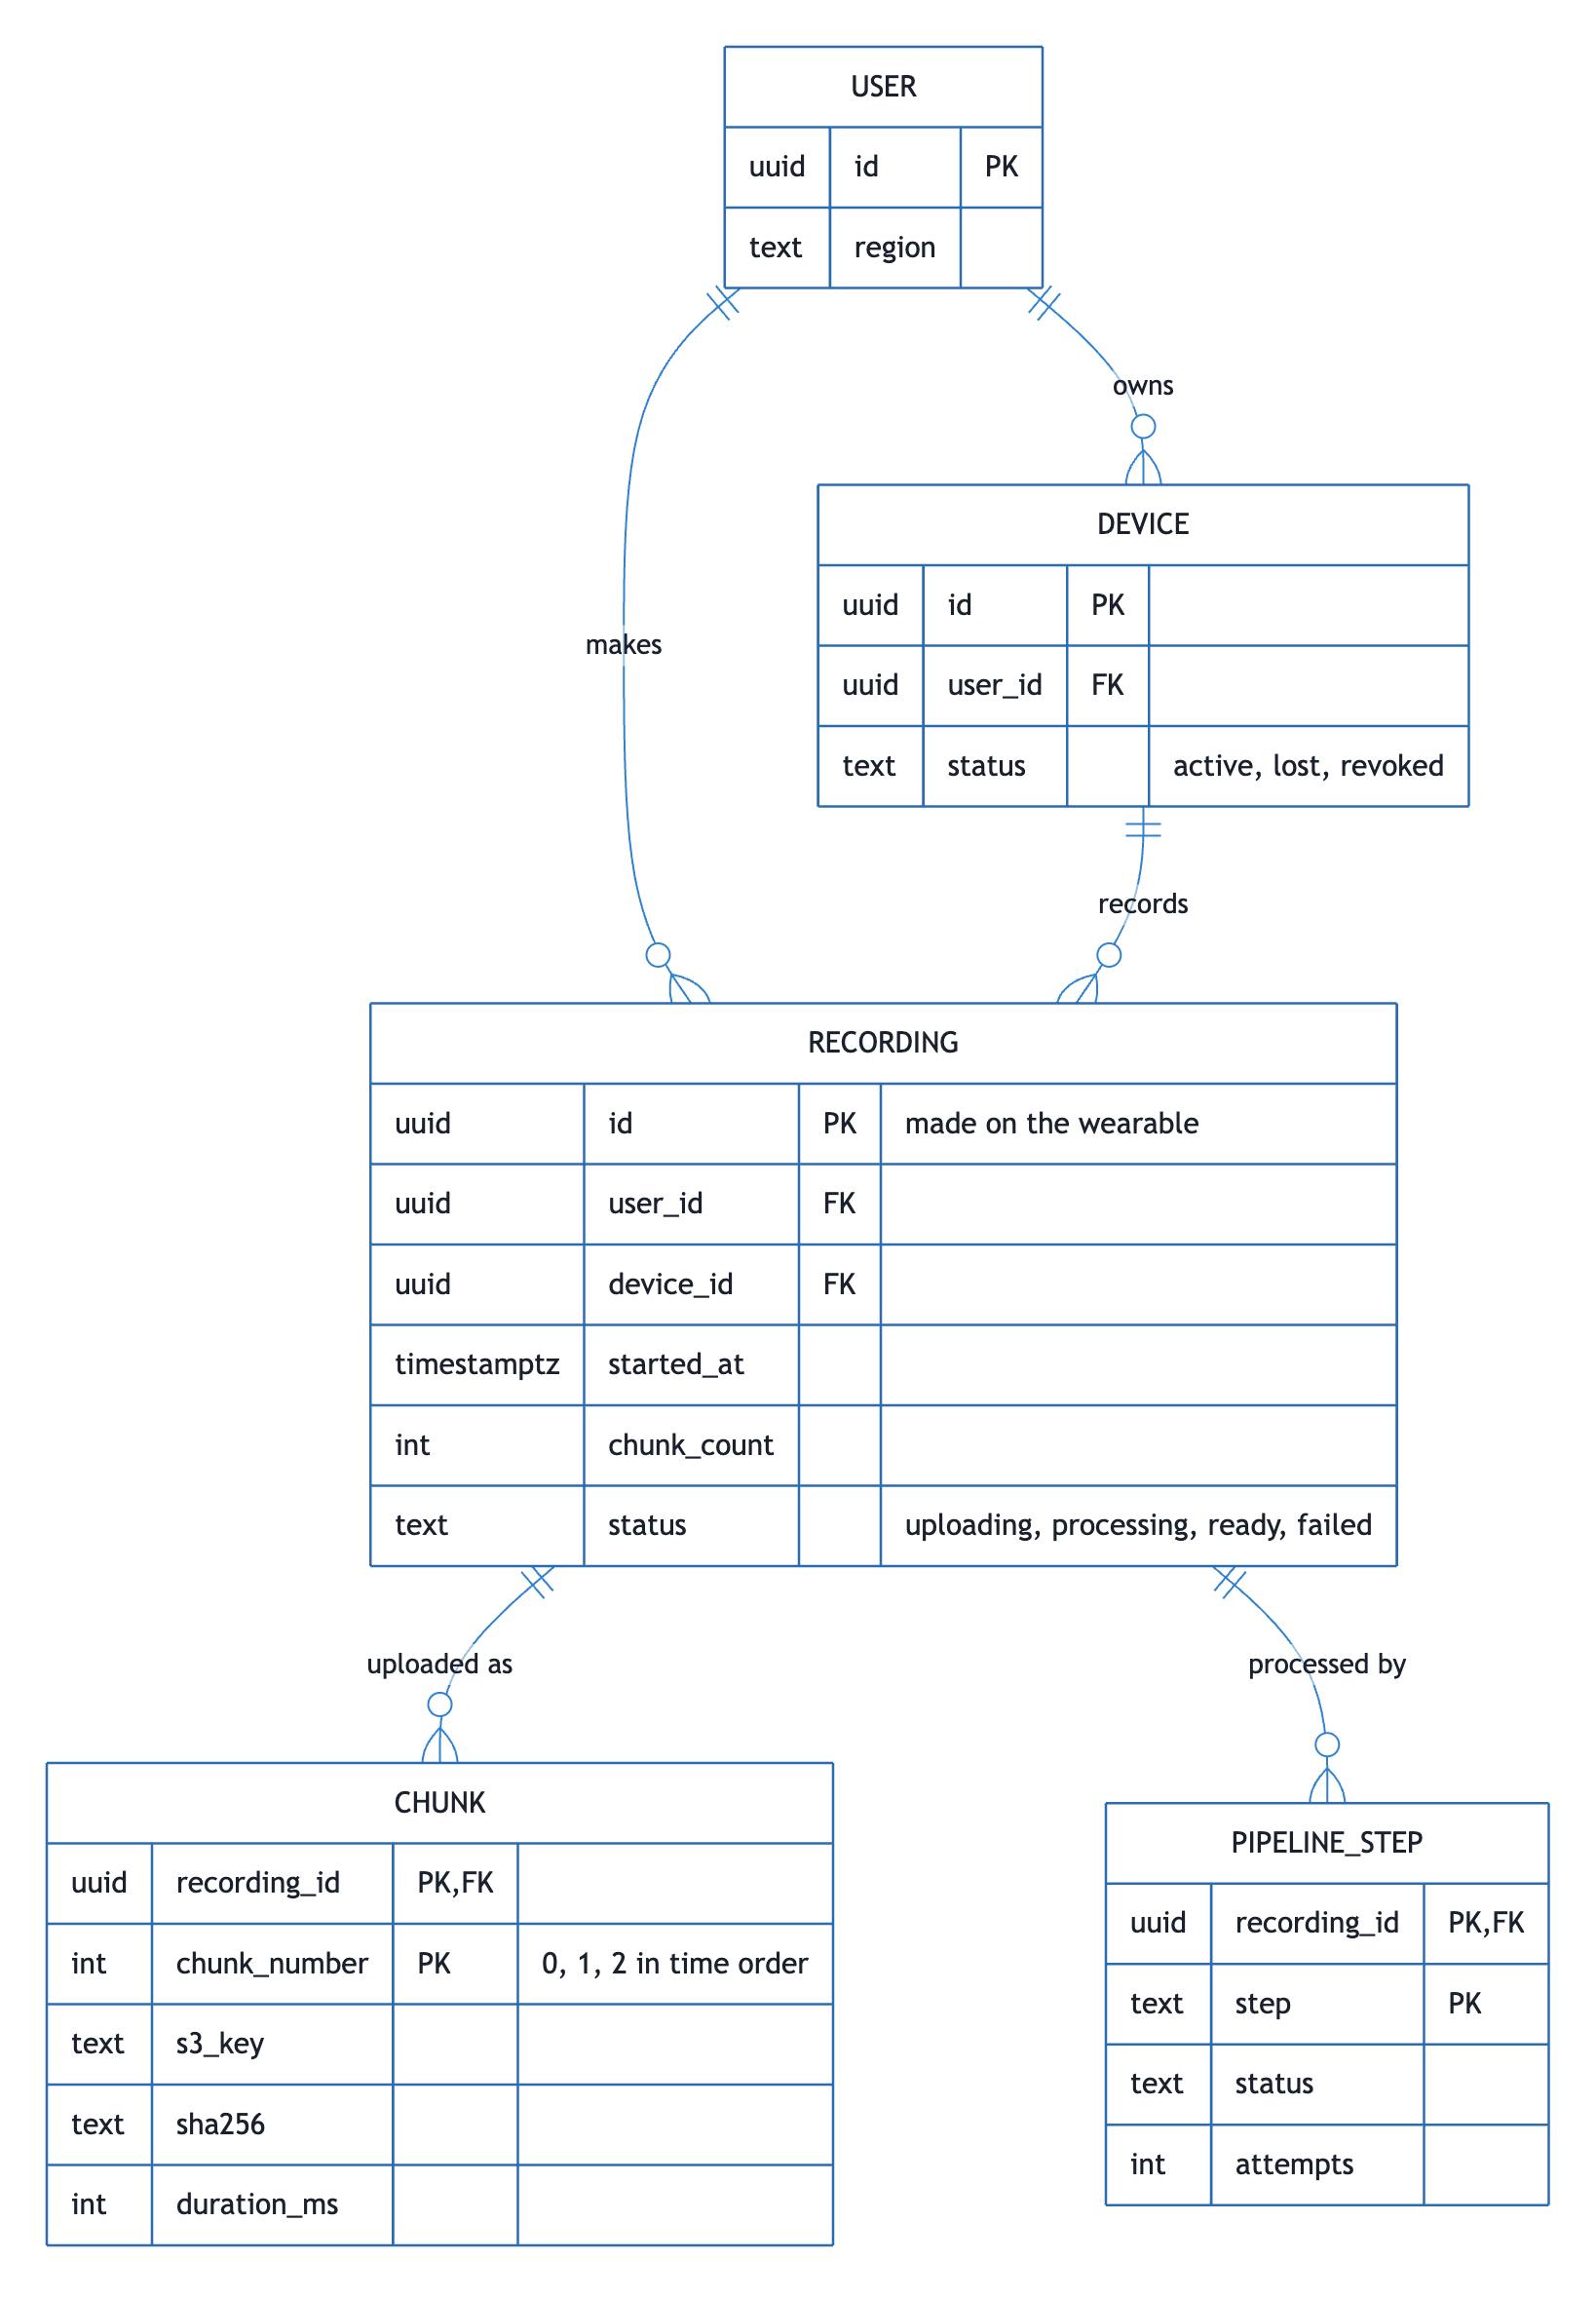 USER
uuid id PK
text region
owns
DEVICE
uuid id PK
uuid user_id FK
text status active, lost, revoked
makes
records
RECORDING
uuid id PK made on the wearable
uuid user_id FK
uuid device_id FK
timestamptz started_at
int chunk_count
text status uploading, processing, ready, failed
uploaded as
processed by
CHUNK
uuid recording_id PK,FK
int chunk_number PK 0, 1, 2 in time order
text s3_key
text sha256
int duration_ms
PIPELINE_STEP
uuid recording_id PK,FK
text step PK
text status
int attempts